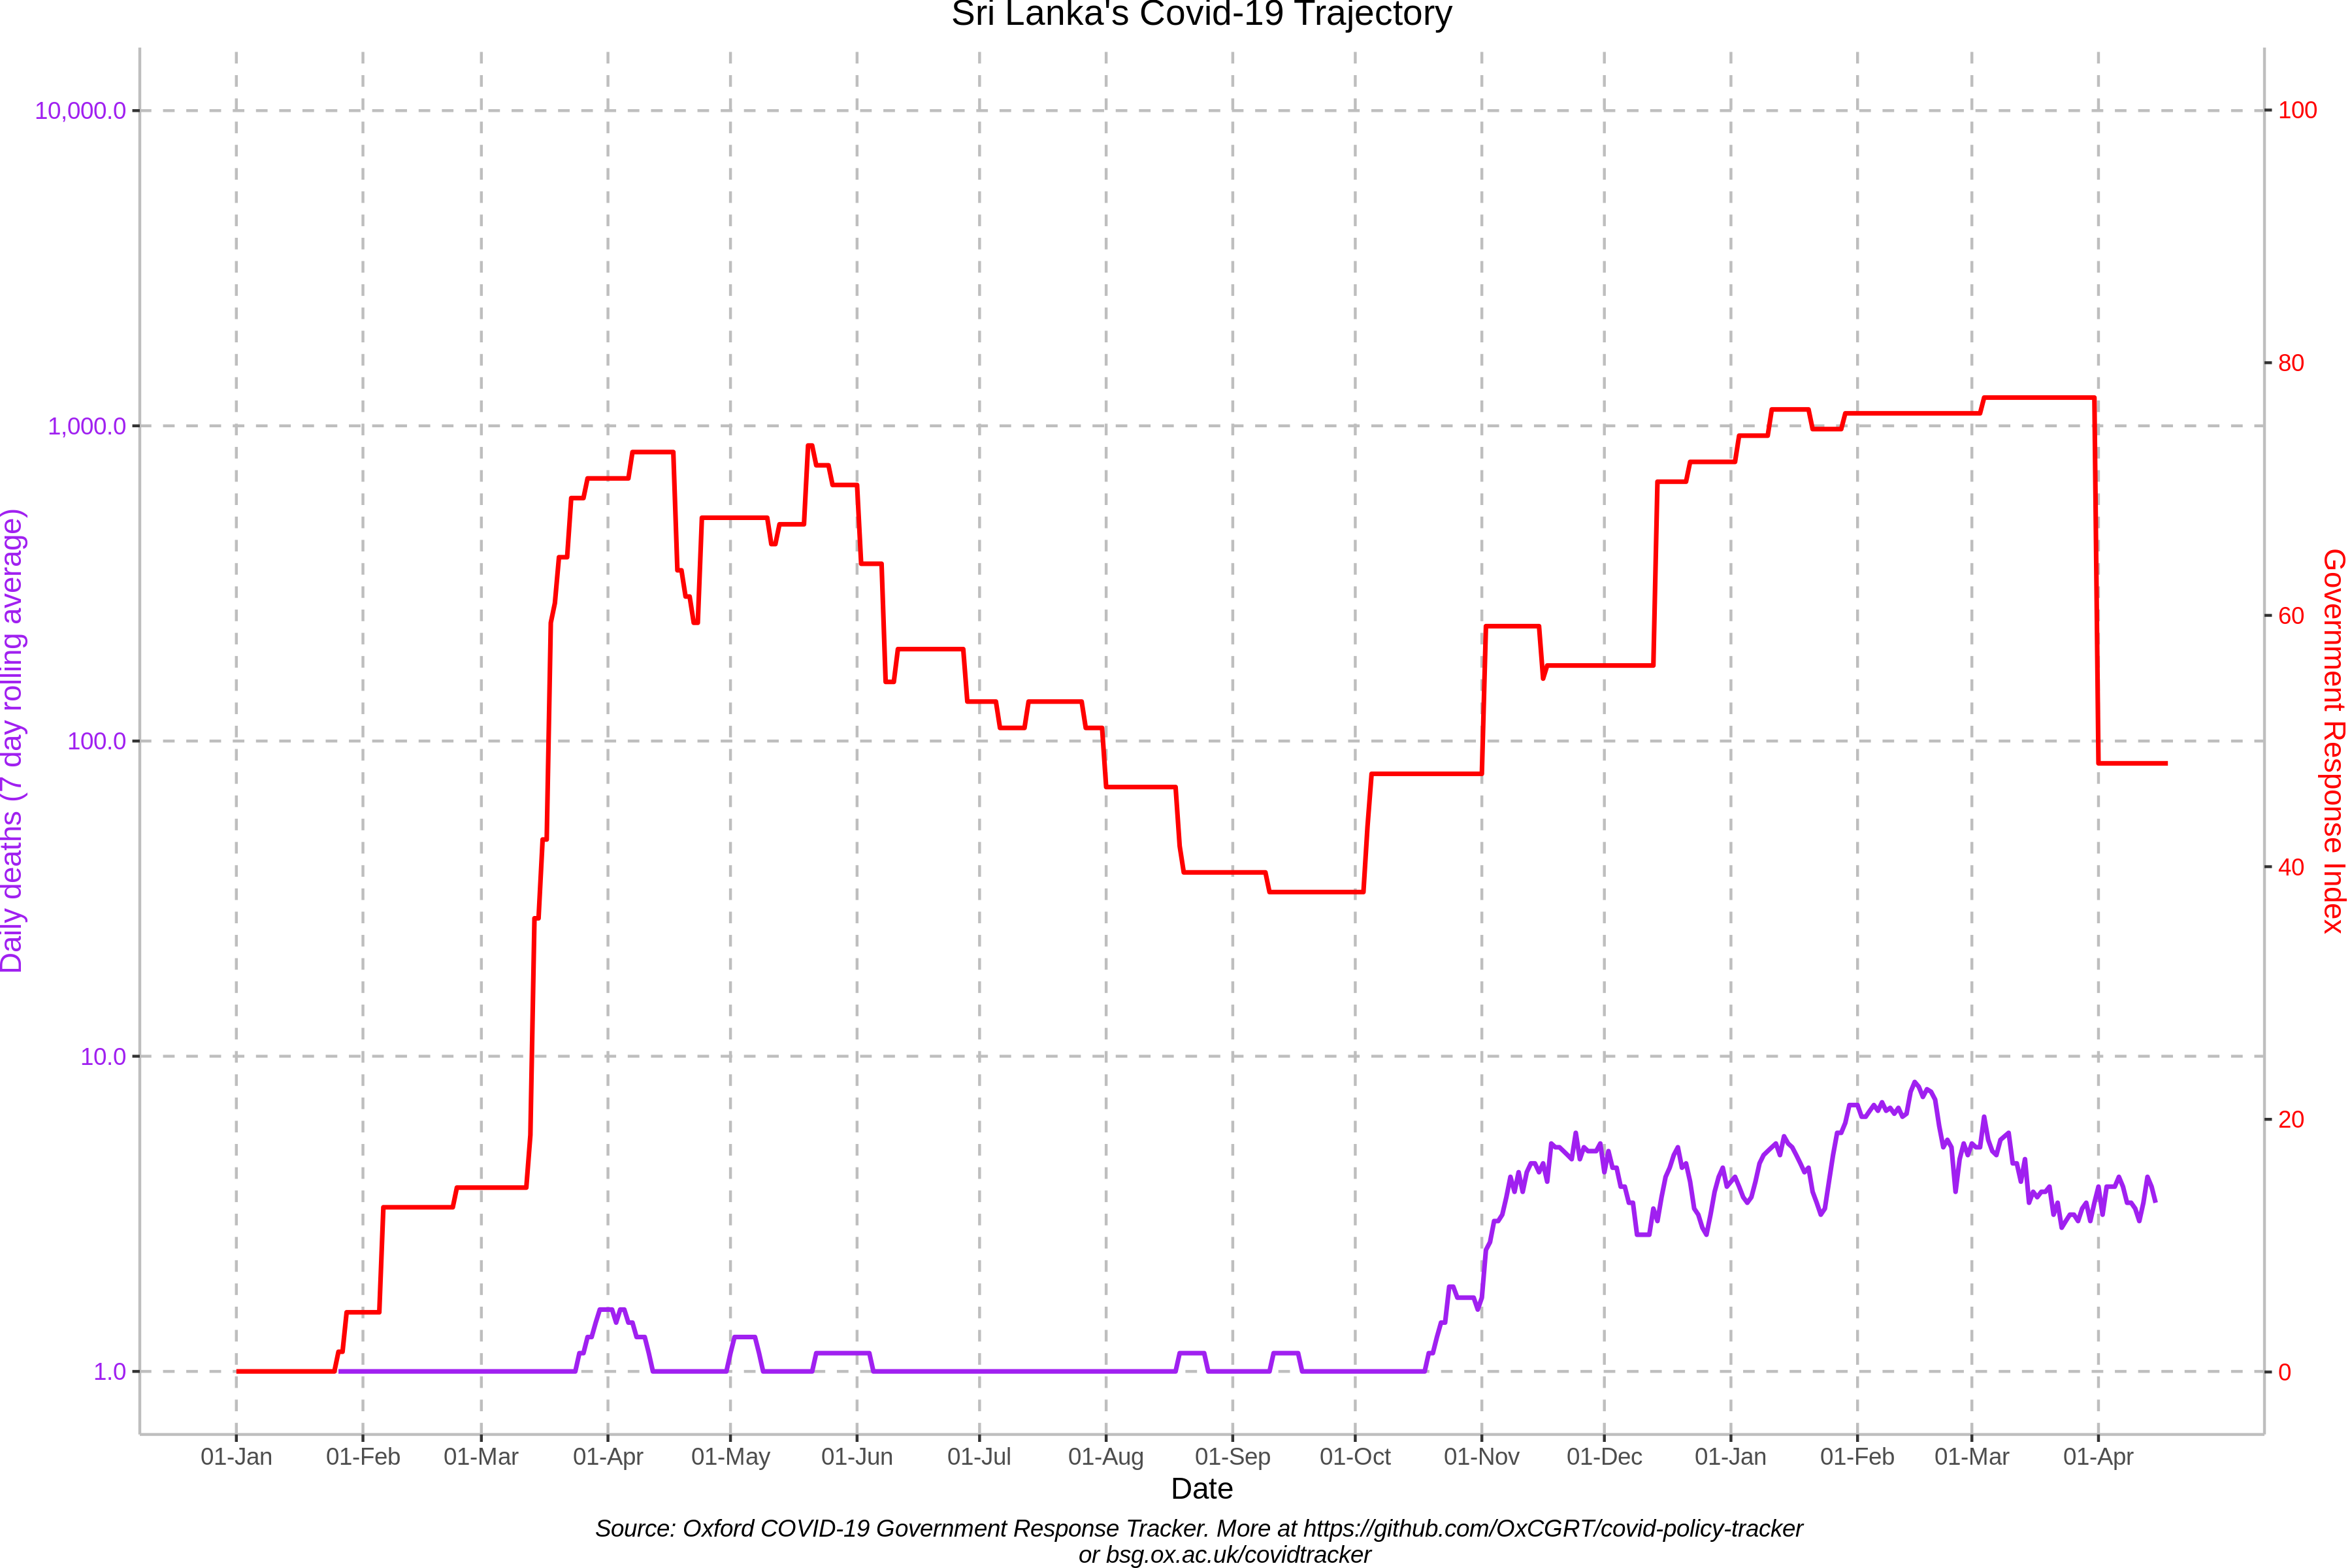 Sri Lanka's Covid-19 Trajectory
10,000.0
1,000.0
100.0
10.0
1.0
Daily deaths (7 day rolling average)
100
80
60
40
20
0
Government Response Index
01-Jan 01-Feb 01-Mar 01-Apr 01-May 01-Jun 01-Jul 01-Aug 01-Sep 01-Oct 01-Nov 01-Dec 01-Jan 01-Feb 01-Mar 01-Apr
Date
Source: Oxford COVID-19 Government Response Tracker. More at https://github.com/OxCGRT/covid-policy-tracker
or bsg.ox.ac.uk/covidtracker